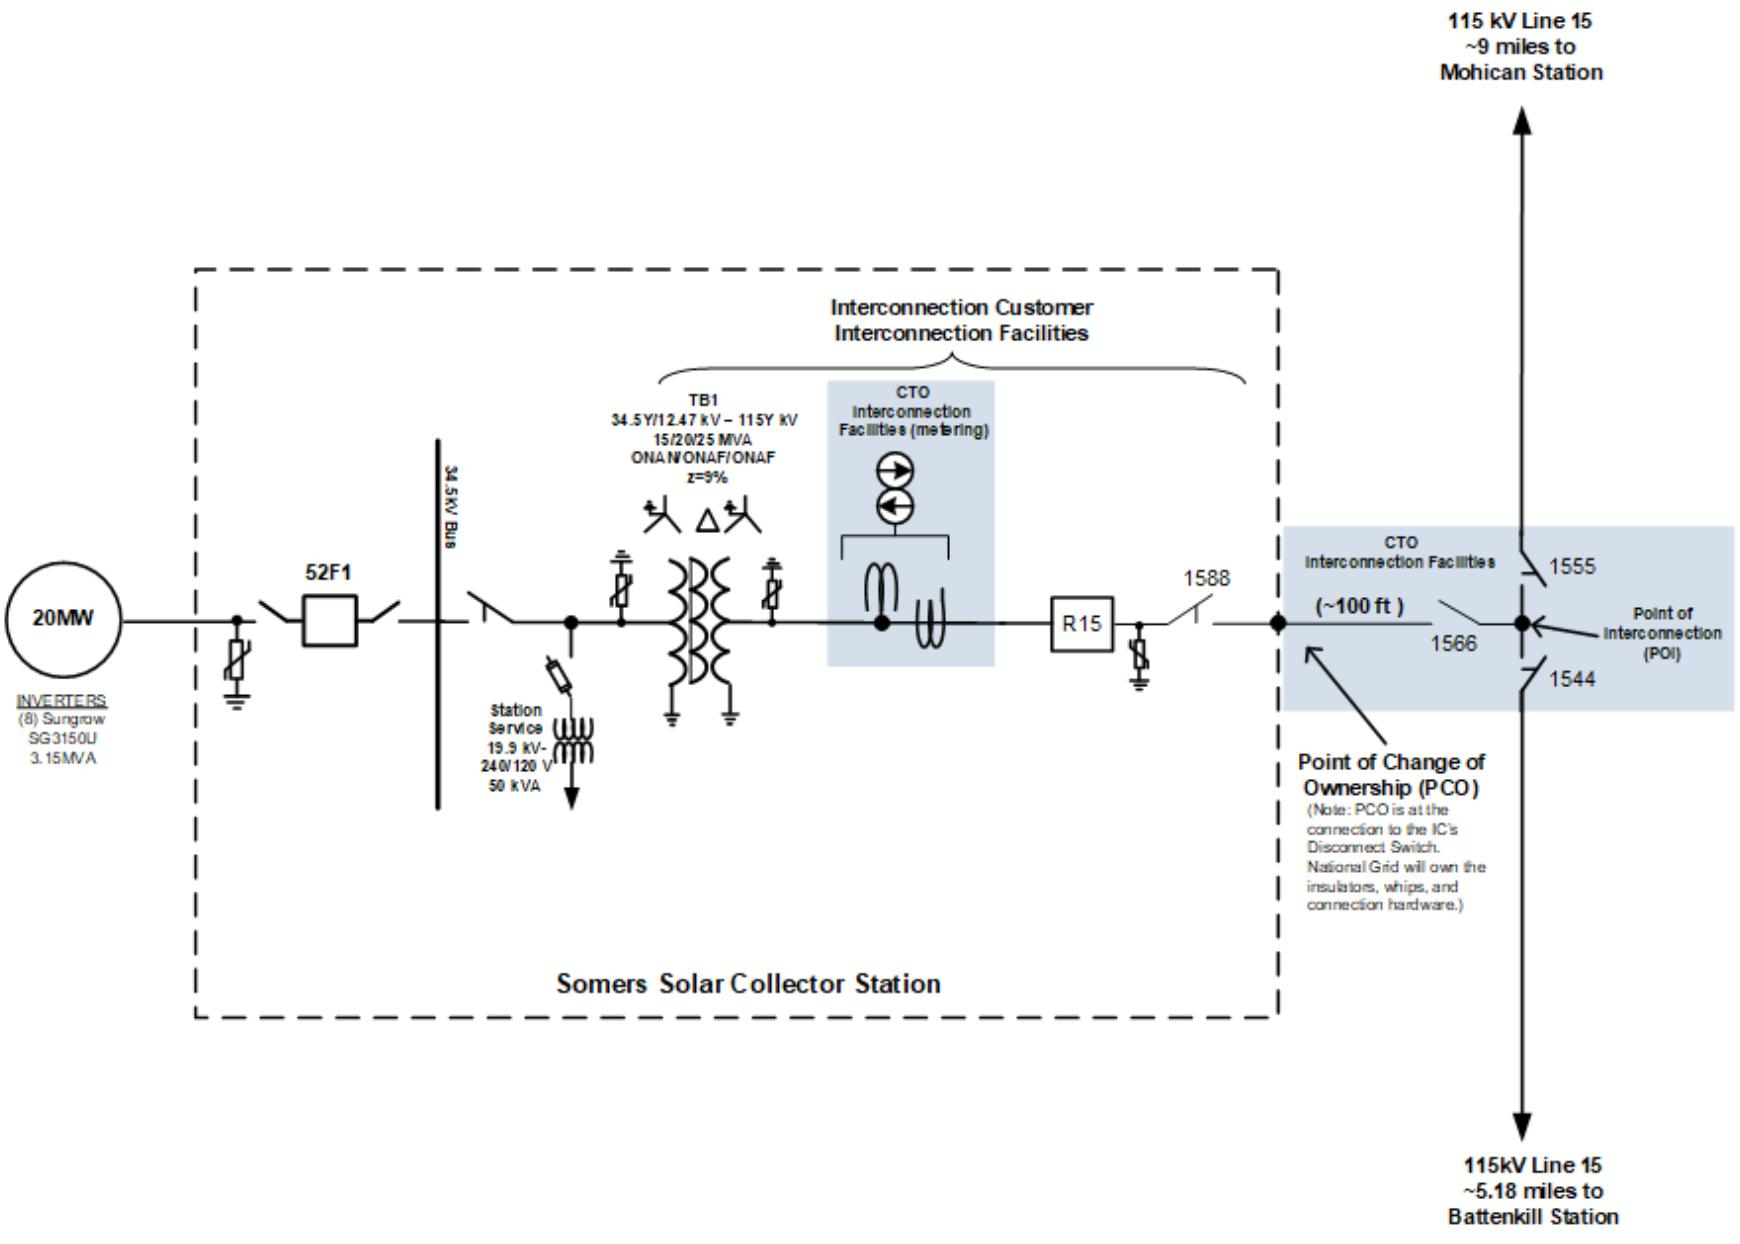 115 kV Line 15
~9 miles to
Mohican Station
Interconnection Customer
Interconnection Facilities
CTO
Interconnection
Facilities (metering)
TB1
34.5Y/12.47 kV – 115Y kV
15/20/25 MVA
ONAN/ONAF/ONAF
z=9%
34.5kV Bus
52F1
20MW
INVERTERS
(8) Sungrow
SG3150U
3.15MVA
Station
Service
19.9 kV-
240/120 V
50 kVA
R15
1588
CTO
Interconnection Facilities
(~100 ft )
1566
1555
1544
Point of
Interconnection
(POI)
Point of Change of
Ownership (PCO)
(Note: PCO is at the
connection to the IC's
Disconnect Switch.
National Grid will own the
insulators, whips, and
connection hardware.)
Somers Solar Collector Station
115kV Line 15
~5.18 miles to
Battenkill Station